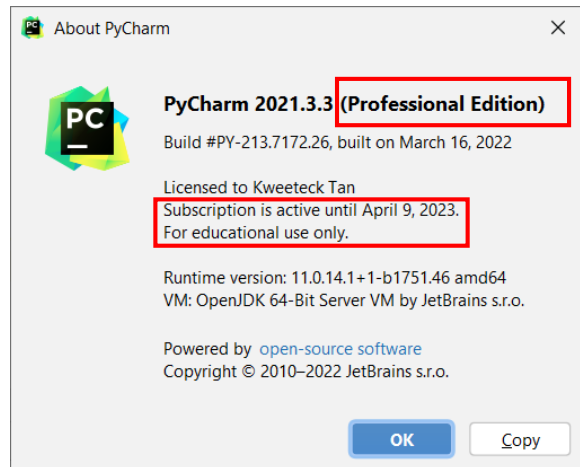 PC
About PyCharm
PC
PyCharm 2021.3.3 (Professional Edition)
Build #PY-213.7172.26, built on March 16, 2022
Licensed to Kweeteck Tan
Subscription is active until April 9, 2023.
For educational use only.
Runtime version: 11.0.14.1+1-b1751.46 amd64
VM: OpenJDK 64-Bit Server VM by JetBrains s.r.o.
Powered by open-source software
Copyright © 2010–2022 JetBrains s.r.o.
OK
Copy